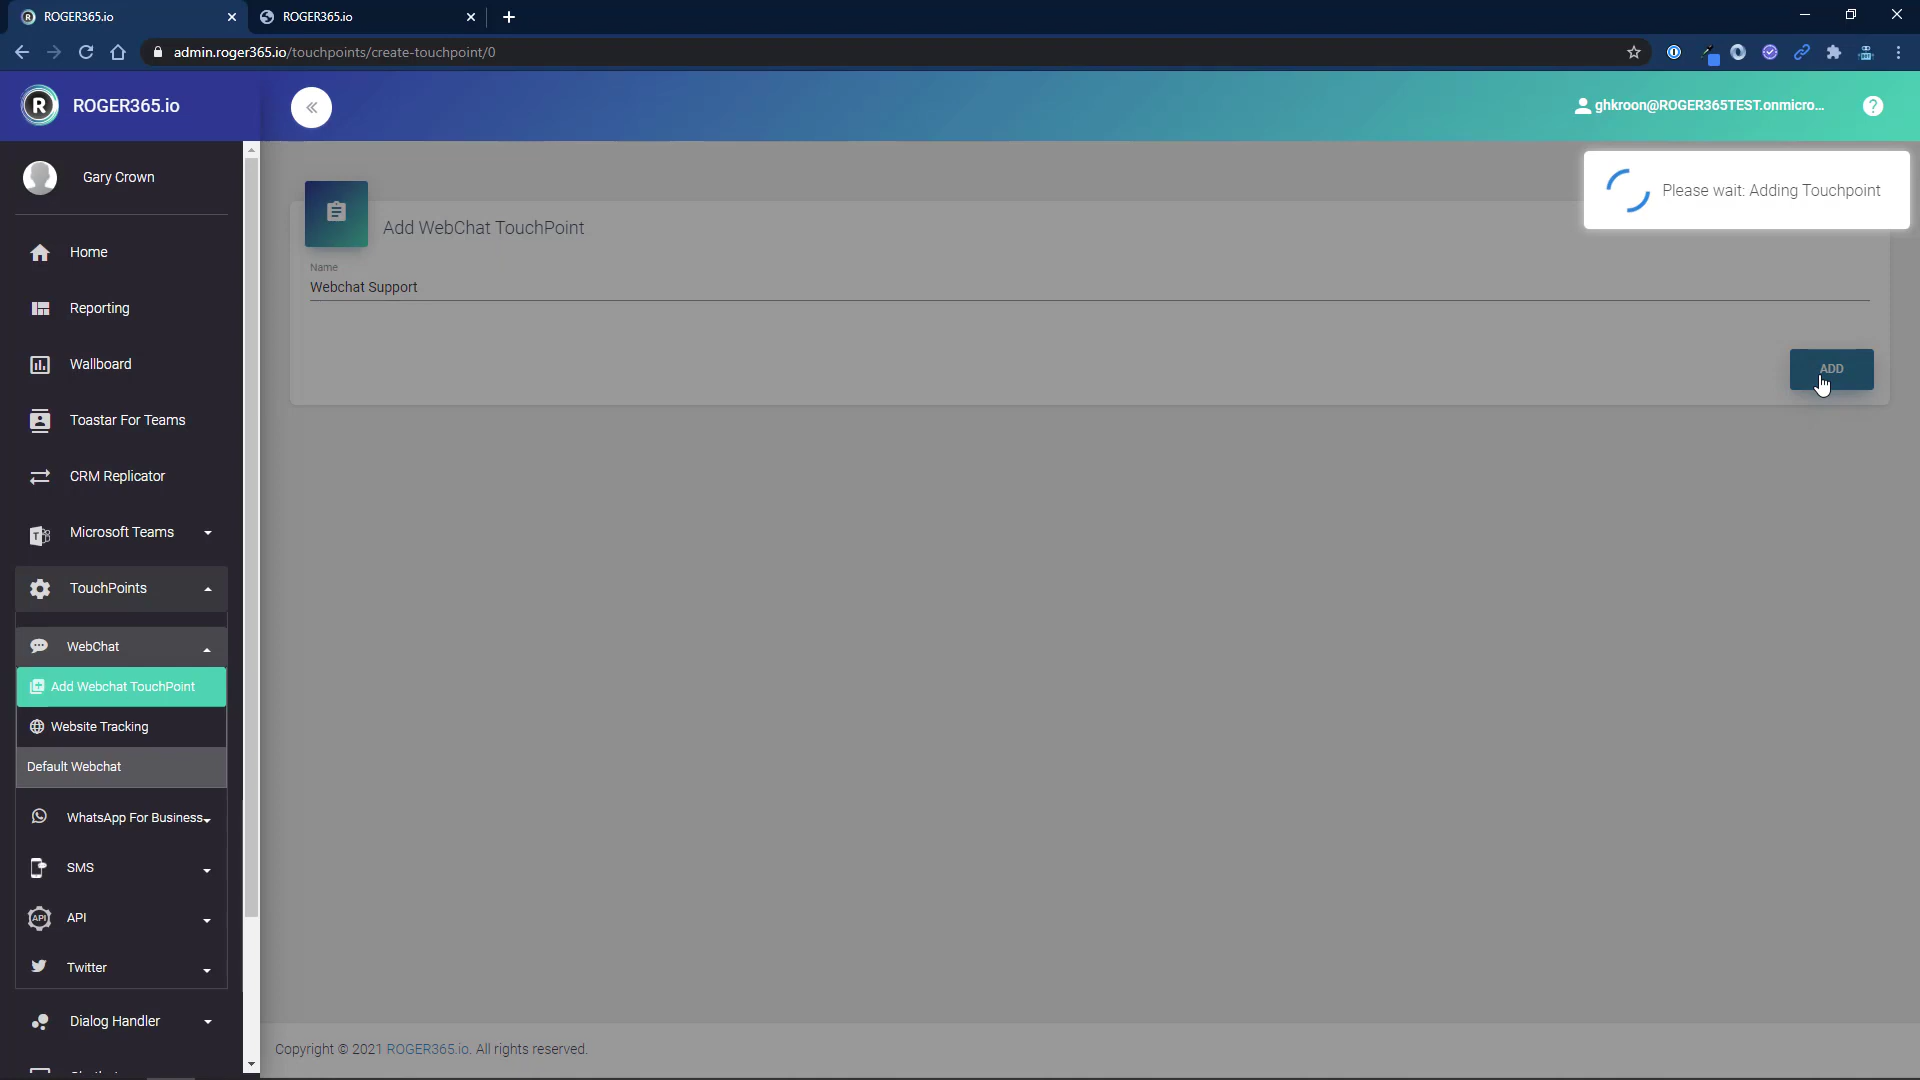 ROGER365.io
ROGER365.io
admin.roger365.io/touchpoints/create-touchpoint/0
R ROGER365.io
ghkroon@ROGER365TEST.onmicro...
Gary Crown
Please wait: Adding Touchpoint
Add WebChat TouchPoint
Name
Webchat Support
ADD
Home
Reporting
Wallboard
Toastar For Teams
CRM Replicator
Microsoft Teams
TouchPoints
WebChat
Add Webchat TouchPoint
Website Tracking
Default Webchat
WhatsApp For Business
SMS
API API
Twitter
Dialog Handler
Copyright © 2021 ROGER365.io. All rights reserved.